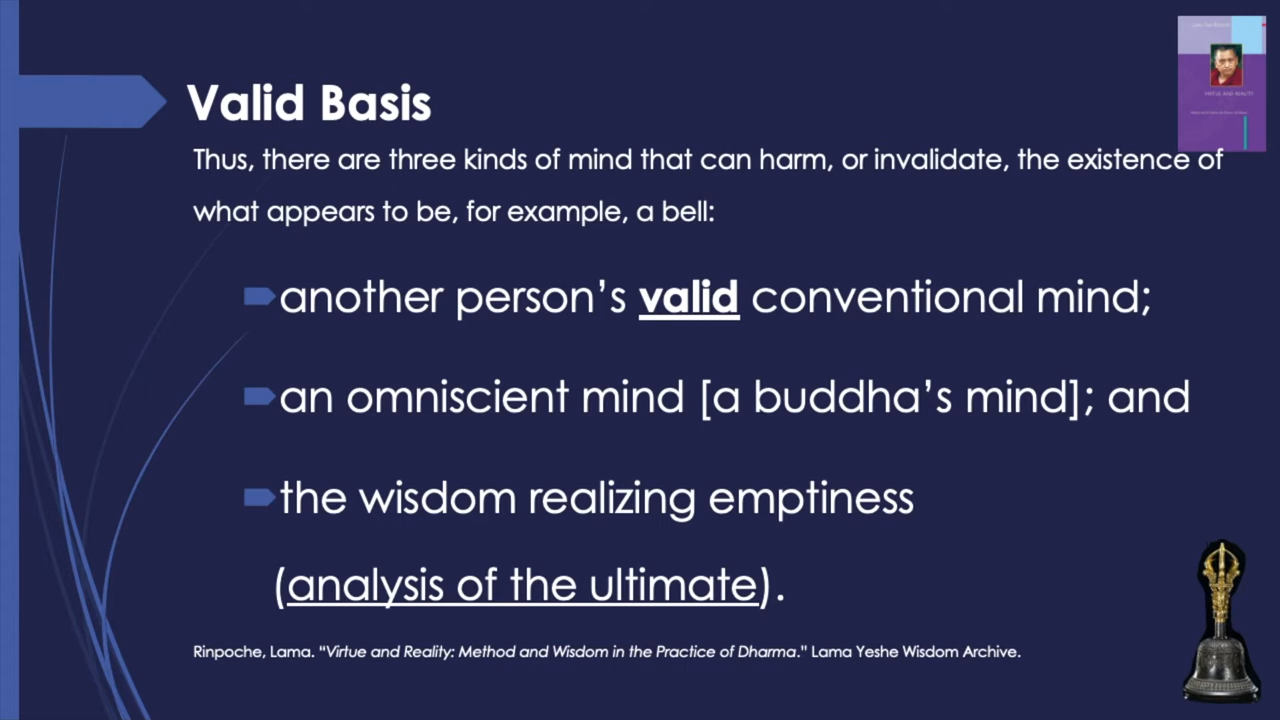 Valid Basis
Thus, there are three kinds of mind that can harm, or invalidate, the existence of
what appears to be, for example, a bell:
another person’s valid conventional mind;
an omniscient mind [a buddha’s mind]; and
the wisdom realizing emptiness
(analysis of the ultimate).
Rinpoche, Lama. “Virtue and Reality: Method and Wisdom in the Practice of Dharma.” Lama Yeshe Wisdom Archive.
VIRTUE AND REALITY